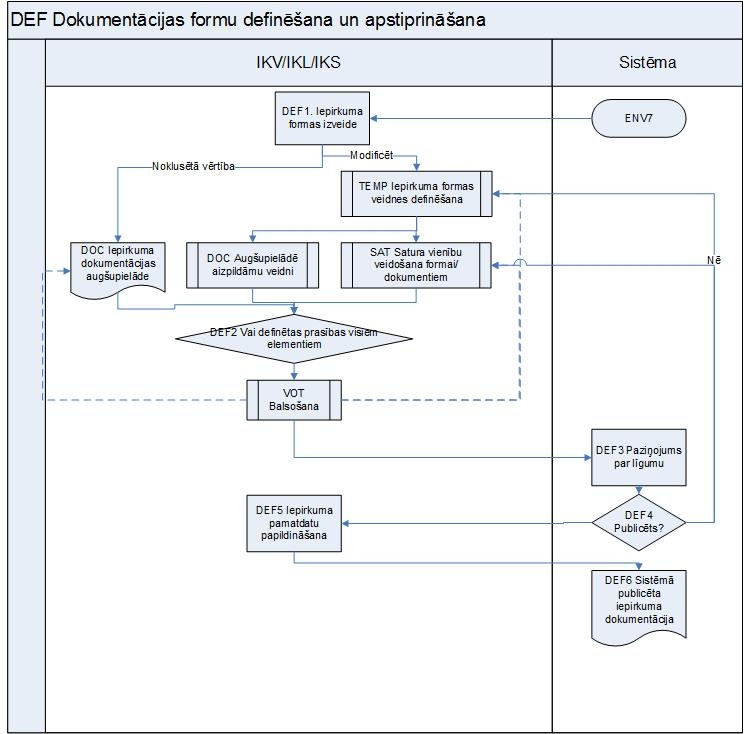 DEF Dokumentācijas formu definēšana un apstiprināšana
IKV/IKL/IKS
Sistēma
DEF1. Iepirkuma
formas izveide
ENV7
Noklusētā vērtība
Modificēt
TEMP Iepirkuma formas
veidnes definēšana
DOC Iepirkuma
dokumentācijas
augšupielāde
DOC Augšupielādē
aizpildāmu veidni
SAT Satura vienību
veidošana formai/
dokumentiem
Nē
DEF2 Vai definētas prasības visiem
elementiem
VOT
Balsošana
DEF3 Paziņojums
par līgumu
DEF5 Iepirkuma
pamatdatu
papildināšana
DEF4
Publicēts?
DEF6 Sistēmā
publicēta
iepirkuma
dokumentācija